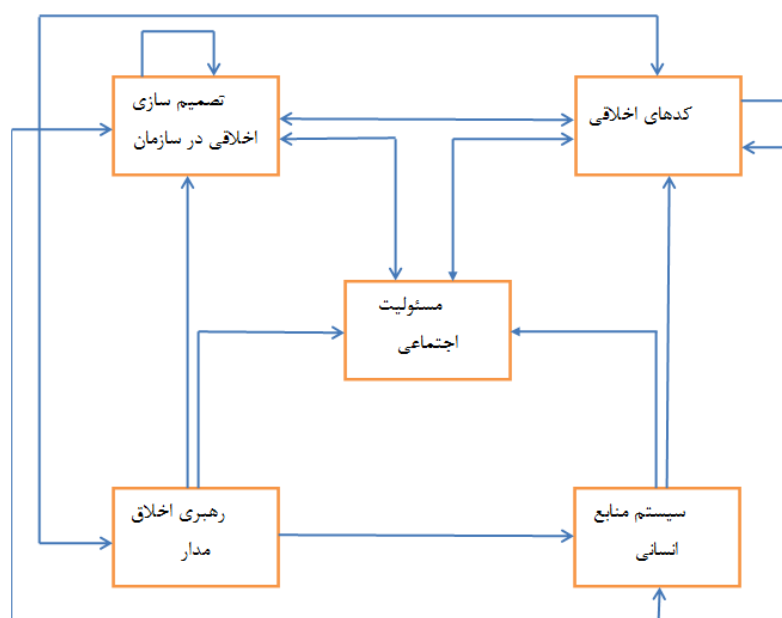 تصمیم سازی
اخلاقی در سازمان
کدهای اخلاقی
مسئولیت
اجتماعی
رهبری اخلاق
مدار
سیستم منابع
انسانی